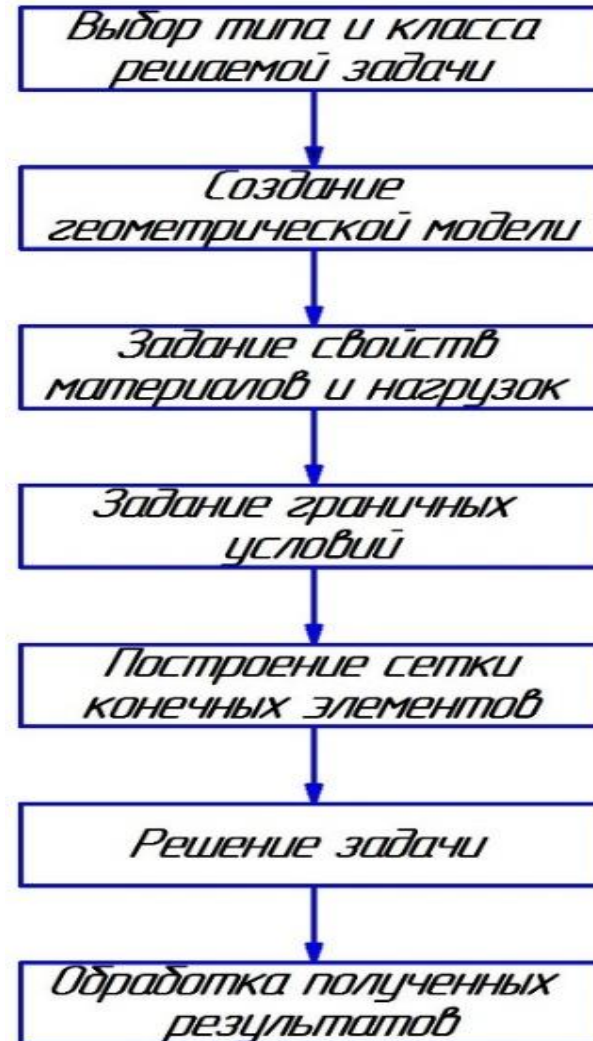 Выбор типа и класса
решаемой задачи
Создание
геометрической модели
Задание свойств
материалов и нагрузок
Задание граничных
условий
Построение сетки
конечных элементов
Решение задачи
Обработка полученных
результатов